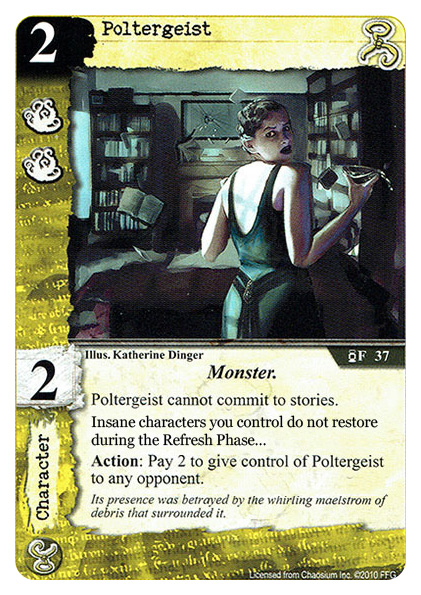 2
Poltergeist
Illus. Katherine Dinger
F 37
2
Monster.
Poltergeist cannot commit to stories.
Insane characters you control do not restore
during the Refresh Phase...
Action: Pay 2 to give control of Poltergeist
to any opponent.
Its presence was betrayed by the whirling maelstrom of
debris that surrounded it.
Character
Licensed from Chaosium Inc. ©2010 FFG